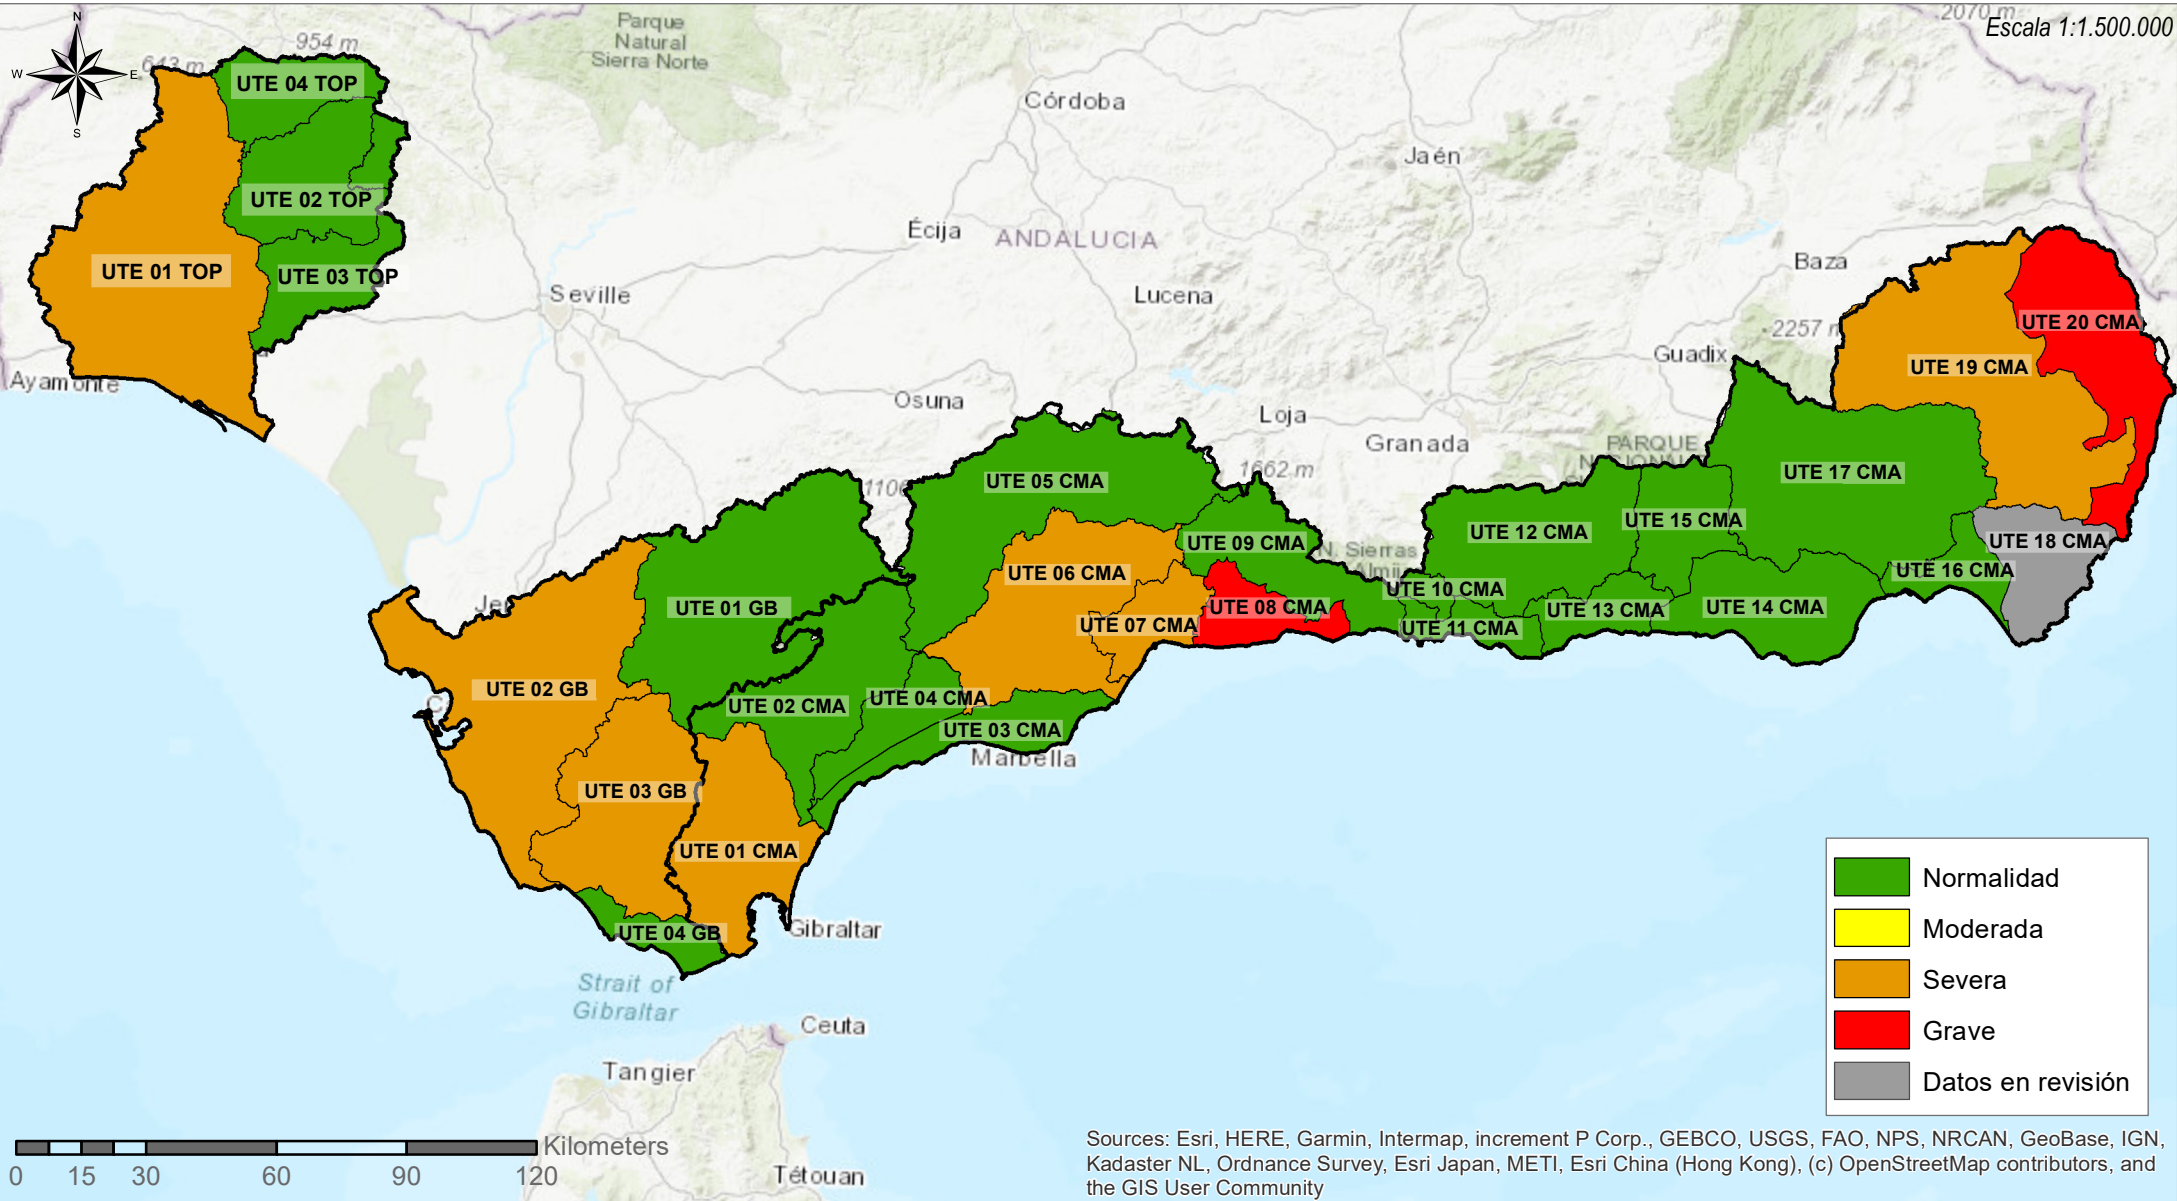 N
W
E
S
643 m
954 m
Parque
Natural
Sierra Norte
2070 m
Escala 1:1.500.000
UTE 04 TOP
UTE 02 TOP
UTE 01 TOP
UTE 03 TOP
Ayamonte
Córdoba
Jaén
Écija
ANDALUCIA
Seville
Lucena
Baza
2257 m
Guadix
Osuna
Loja
Granada
1662 m
PARQUE
UTE 20 CMA
UTE 19 CMA
UTE 17 CMA
UTE 05 CMA
1106
UTE 12 CMA
UTE 15 CMA
UTE 09 CMA
N. Sierras
UTE 18 CMA
UTE 06 CMA
UTE 16 CMA
UTE 10 CMA
UTE 01 GB
UTE 08 CMA
UTE 13 CMA
UTE 14 CMA
UTE 07 CMA
UTE 11 CMA
UTE 02 GB
UTE 02 CMA
UTE 04 CMA
UTE 03 CMA
Marbella
UTE 03 GB
UTE 01 CMA
UTE 04 GB
Gibraltar
Strait of
Gibraltar
Ceuta
Tangier
Tétouan
Normalidad
Moderada
Severa
Grave
Datos en revisión
Kilometers
0 15 30 60 90 120
Sources: Esri, HERE, Garmin, Intermap, increment P Corp., GEBCO, USGS, FAO, NPS, NRCAN, GeoBase, IGN,
Kadaster NL, Ordnance Survey, Esri Japan, METI, Esri China (Hong Kong), (c) OpenStreetMap contributors, and
the GIS User Community